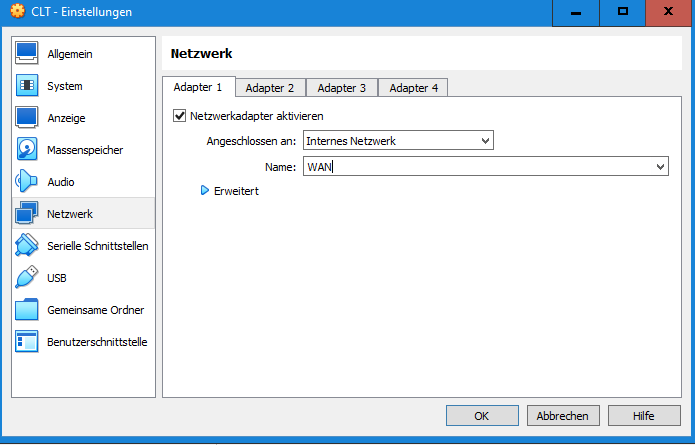 CLT - Einstellungen
Allgemein
System
Anzeige
Massenspeicher
Audio
Netzwerk
Serielle Schnittstellen
USB
Gemeinsame Ordner
Benutzerschnittstelle
Netzwerk
Adapter 1 Adapter 2 Adapter 3 Adapter 4
Netzwerkadapter aktivieren
Angeschlossen an: Internes Netzwerk
Name: WAN
Erweitert
OK Abbrechen Hilfe